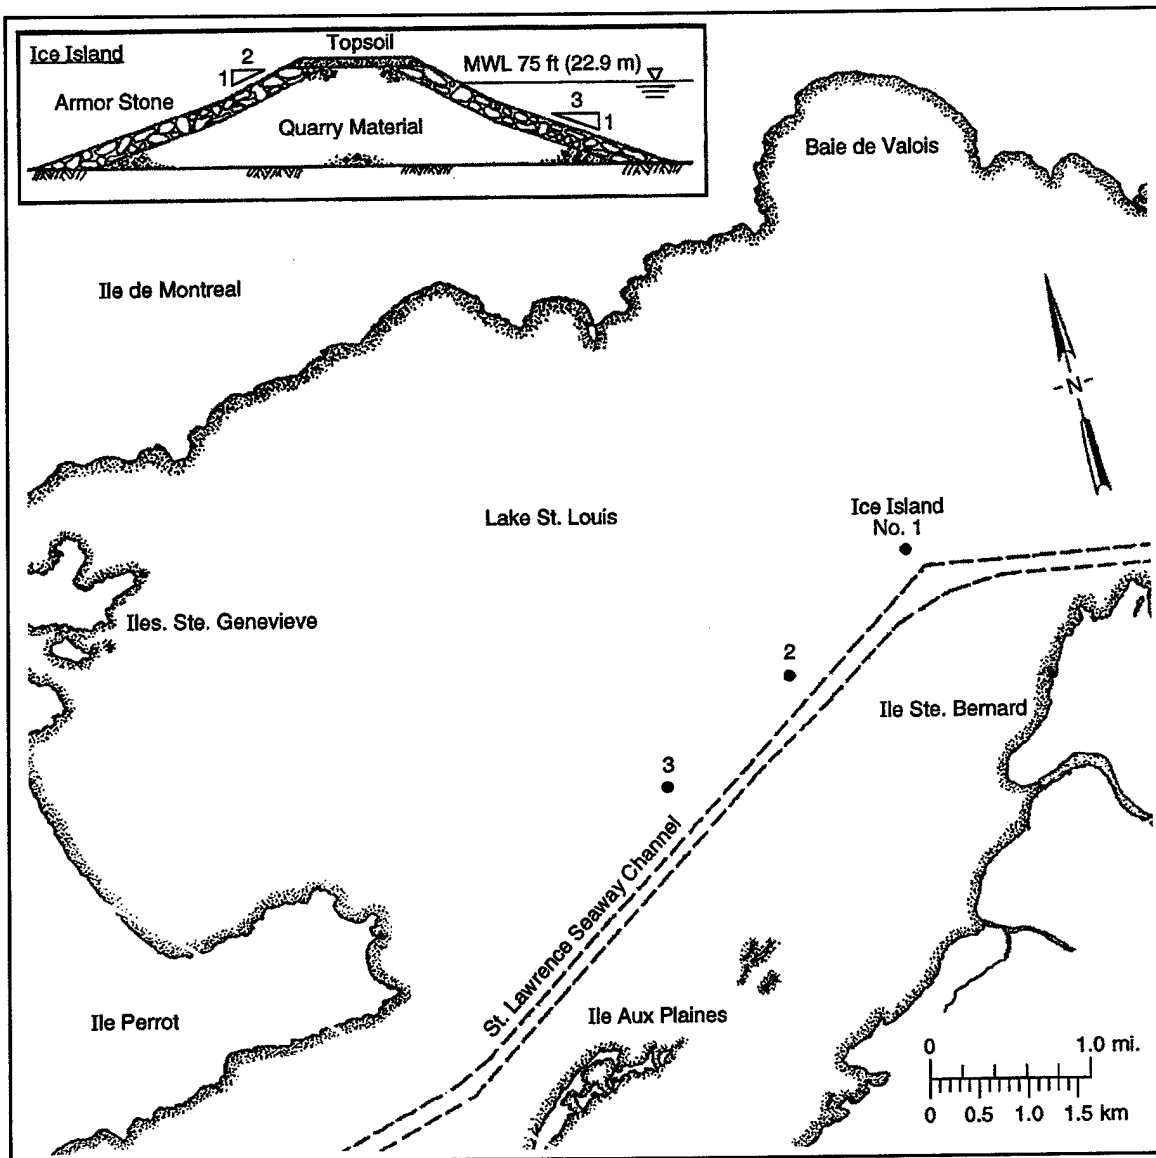 Ice Island
2
1
Topsoil
MWL 75 ft (22.9 m)
Armor Stone
3
1
Quarry Material
Baie de Valois
Ile de Montreal
-N-
Lake St. Louis
Ice Island
No. 1
Iles. Ste. Genevieve
2
Ile Ste. Bernard
3
St. Lawrence Seaway Channel
Ile Perrot
Ile Aux Plaines
0 1.0 mi.
0 0.5 1.0 1.5 km